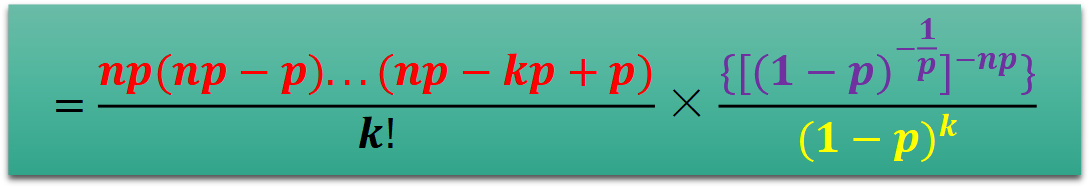 = np(np − p)…(np − kp + p) / k! × {[(1 − p)^(−1/p)]^(−np)} / (1 − p)^k